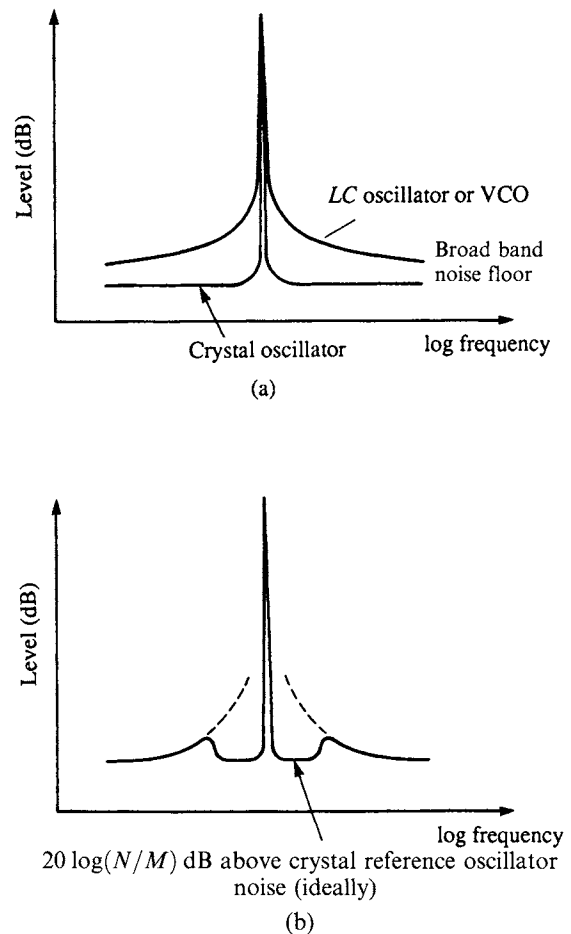 Level (dB)
LC oscillator or VCO
Broad band
noise floor
Crystal oscillator
log frequency
(a)
Level (dB)
log frequency
20 log(N/M) dB above crystal reference oscillator
noise (ideally)
(b)